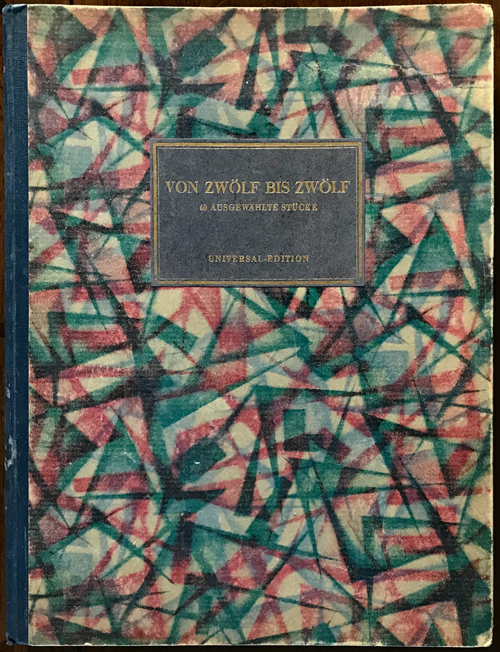 VON ZWÖLF BIS ZWÖLF
60 AUSGEWÄHLTE STÜCKE
UNIVERSAL-EDITION